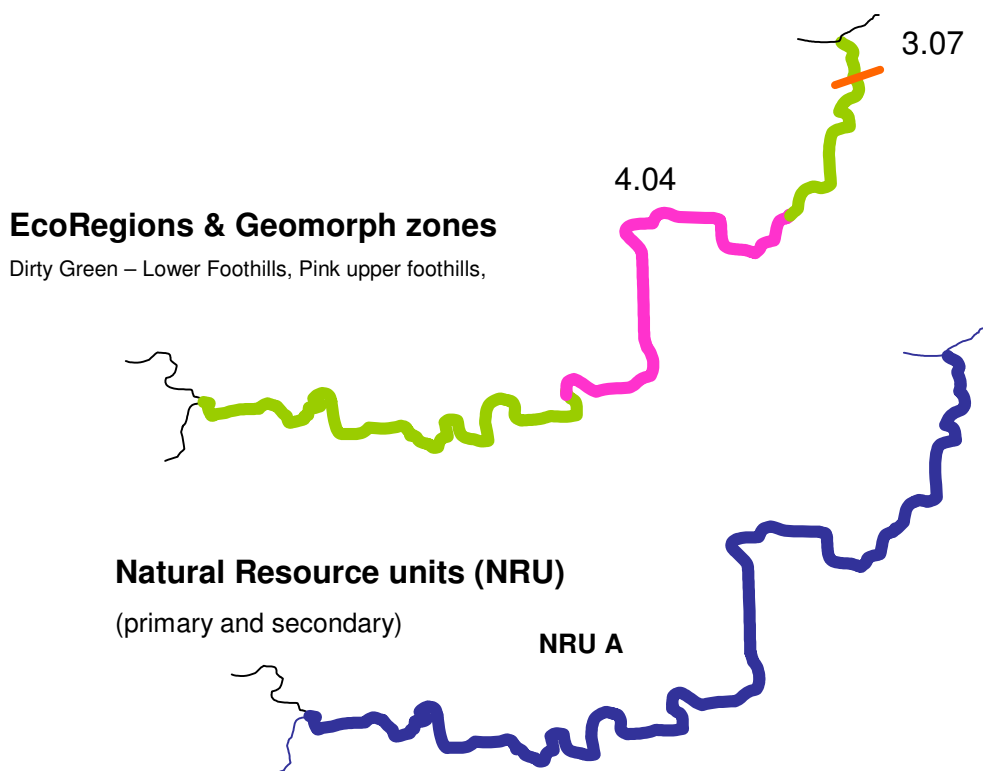 3.07
4.04
EcoRegions & Geomorph zones
Dirty Green – Lower Foothills, Pink upper foothills,
Natural Resource units (NRU)
(primary and secondary)
NRU A